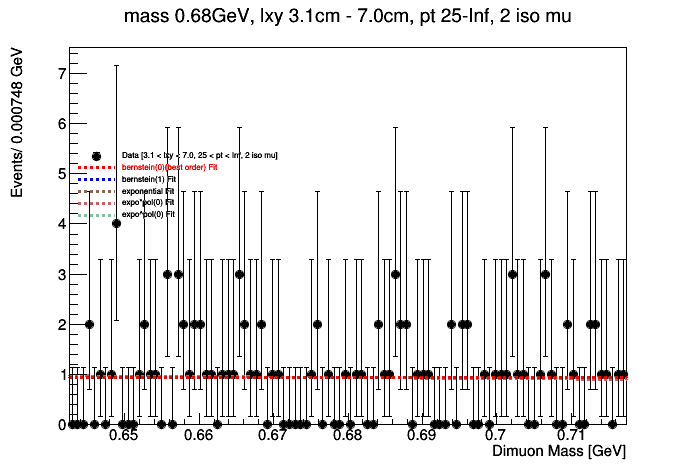 mass 0.68GeV, lxy 3.1cm - 7.0cm, pt 25-Inf, 2 iso mu
Events/ 0.000748 GeV
7
6
5
4
3
2
1
0
Data [3.1 < lxy < 7.0, 25 < pt < Inf, 2 iso mu]
bernstein(0)(best order) Fit
bernstein(1) Fit
exponential Fit
expo*pol(0) Fit
expo*pol(0) Fit
0.65 0.66 0.67 0.68 0.69 0.7 0.71
Dimuon Mass [GeV]